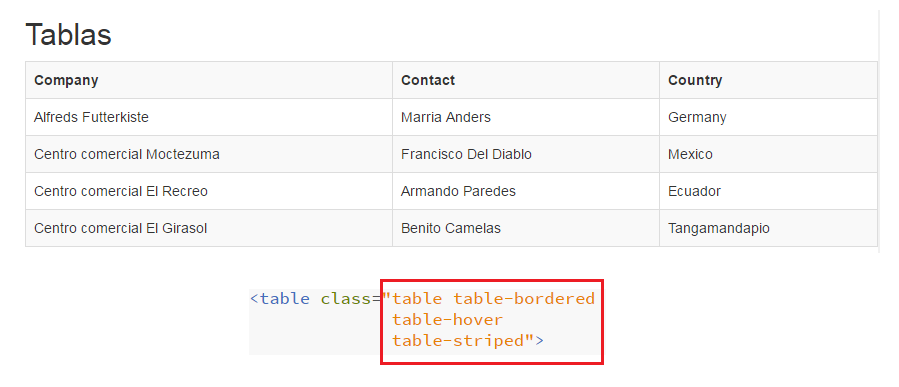 Tablas
Company Contact Country
Alfreds Futterkiste Marria Anders Germany
Centro comercial Moctezuma Francisco Del Diablo Mexico
Centro comercial El Recreo Armando Paredes Ecuador
Centro comercial El Girasol Benito Camelas Tangamandapio
<table class="table table-bordered
table-hover
table-striped">